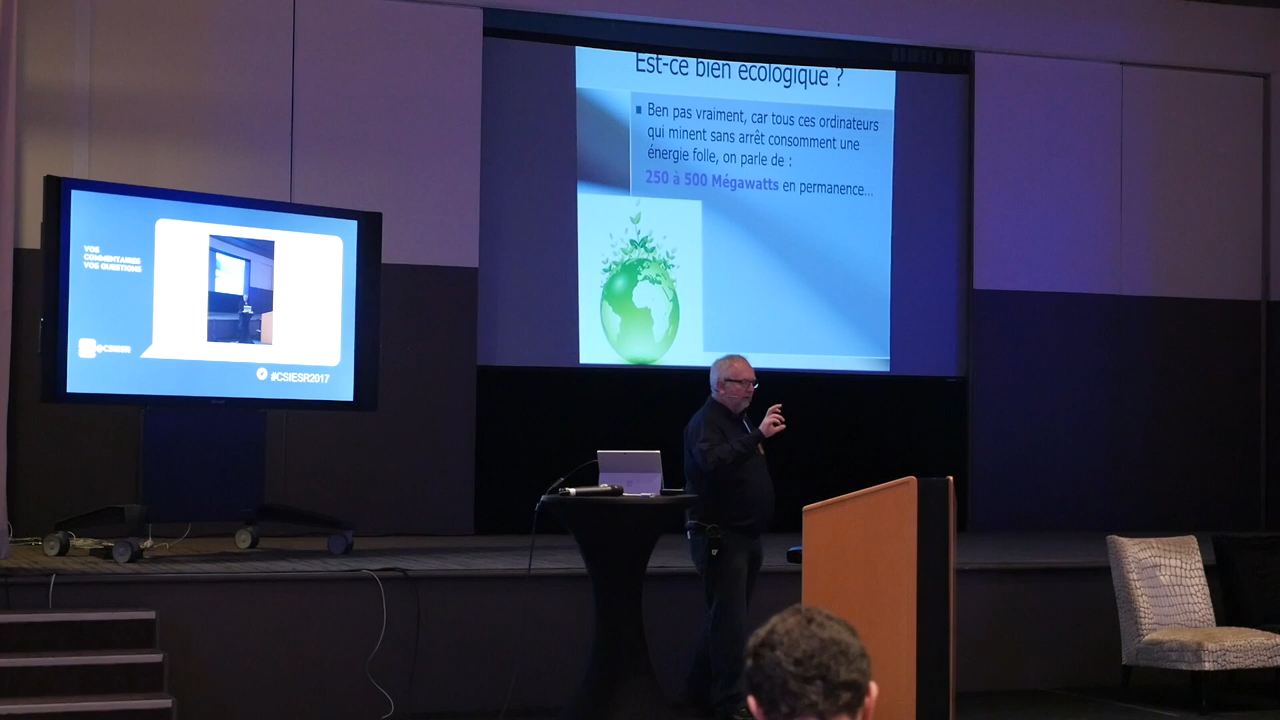 Est-ce bien écologique ?
Ben pas vraiment, car tous ces ordinateurs
qui minent sans arrêt consomment une
énergie folle, on parle de :
250 à 500 Mégawatts en permanence...
VOS
COMMENTAIRES
VOS QUESTIONS
@CSIESR
#CSIESR2017